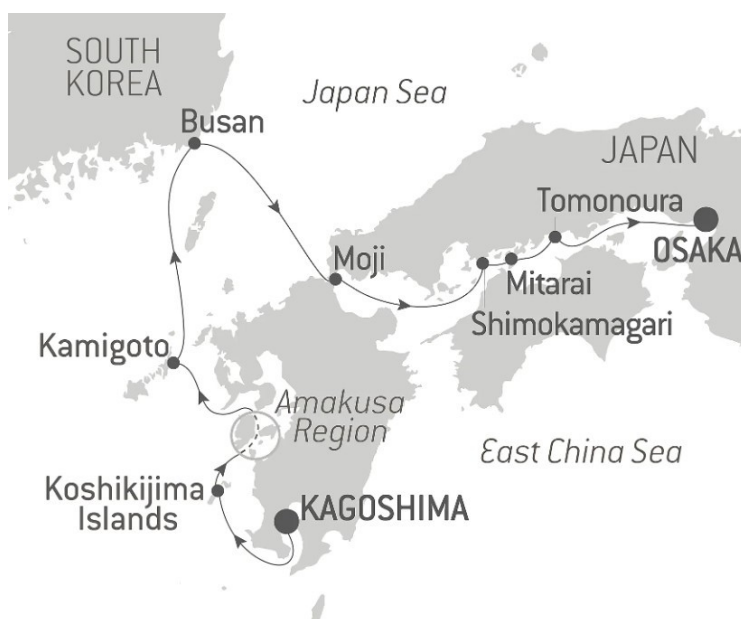 SOUTH
KOREA
Japan Sea
Busan
JAPAN
Tomonoura
OSAKA
Moji
Mitarai
Shimokamagari
Kamigoto
Amakusa
Region
East China Sea
Koshikijima
Islands
KAGOSHIMA